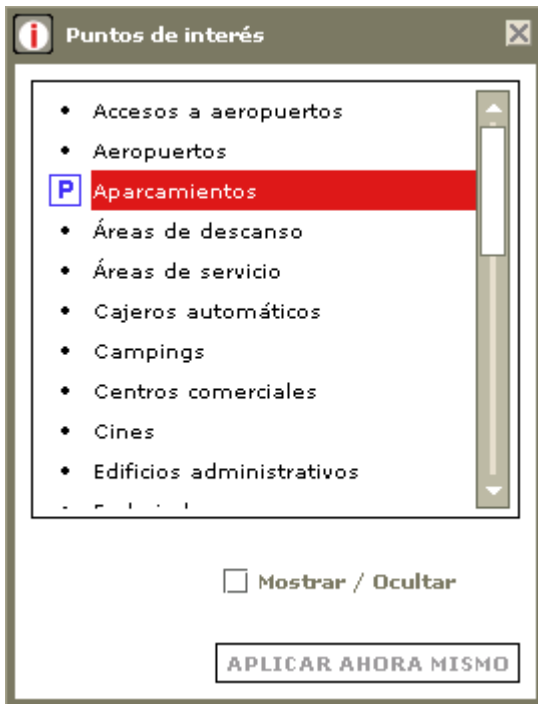 Puntos de interés
Accesos a aeropuertos
Aeropuertos
P Aparcamientos
Áreas de descanso
Áreas de servicio
Cajeros automáticos
Campings
Centros comerciales
Cines
Edificios administrativos
Mostrar / Ocultar
APLICAR AHORA MISMO